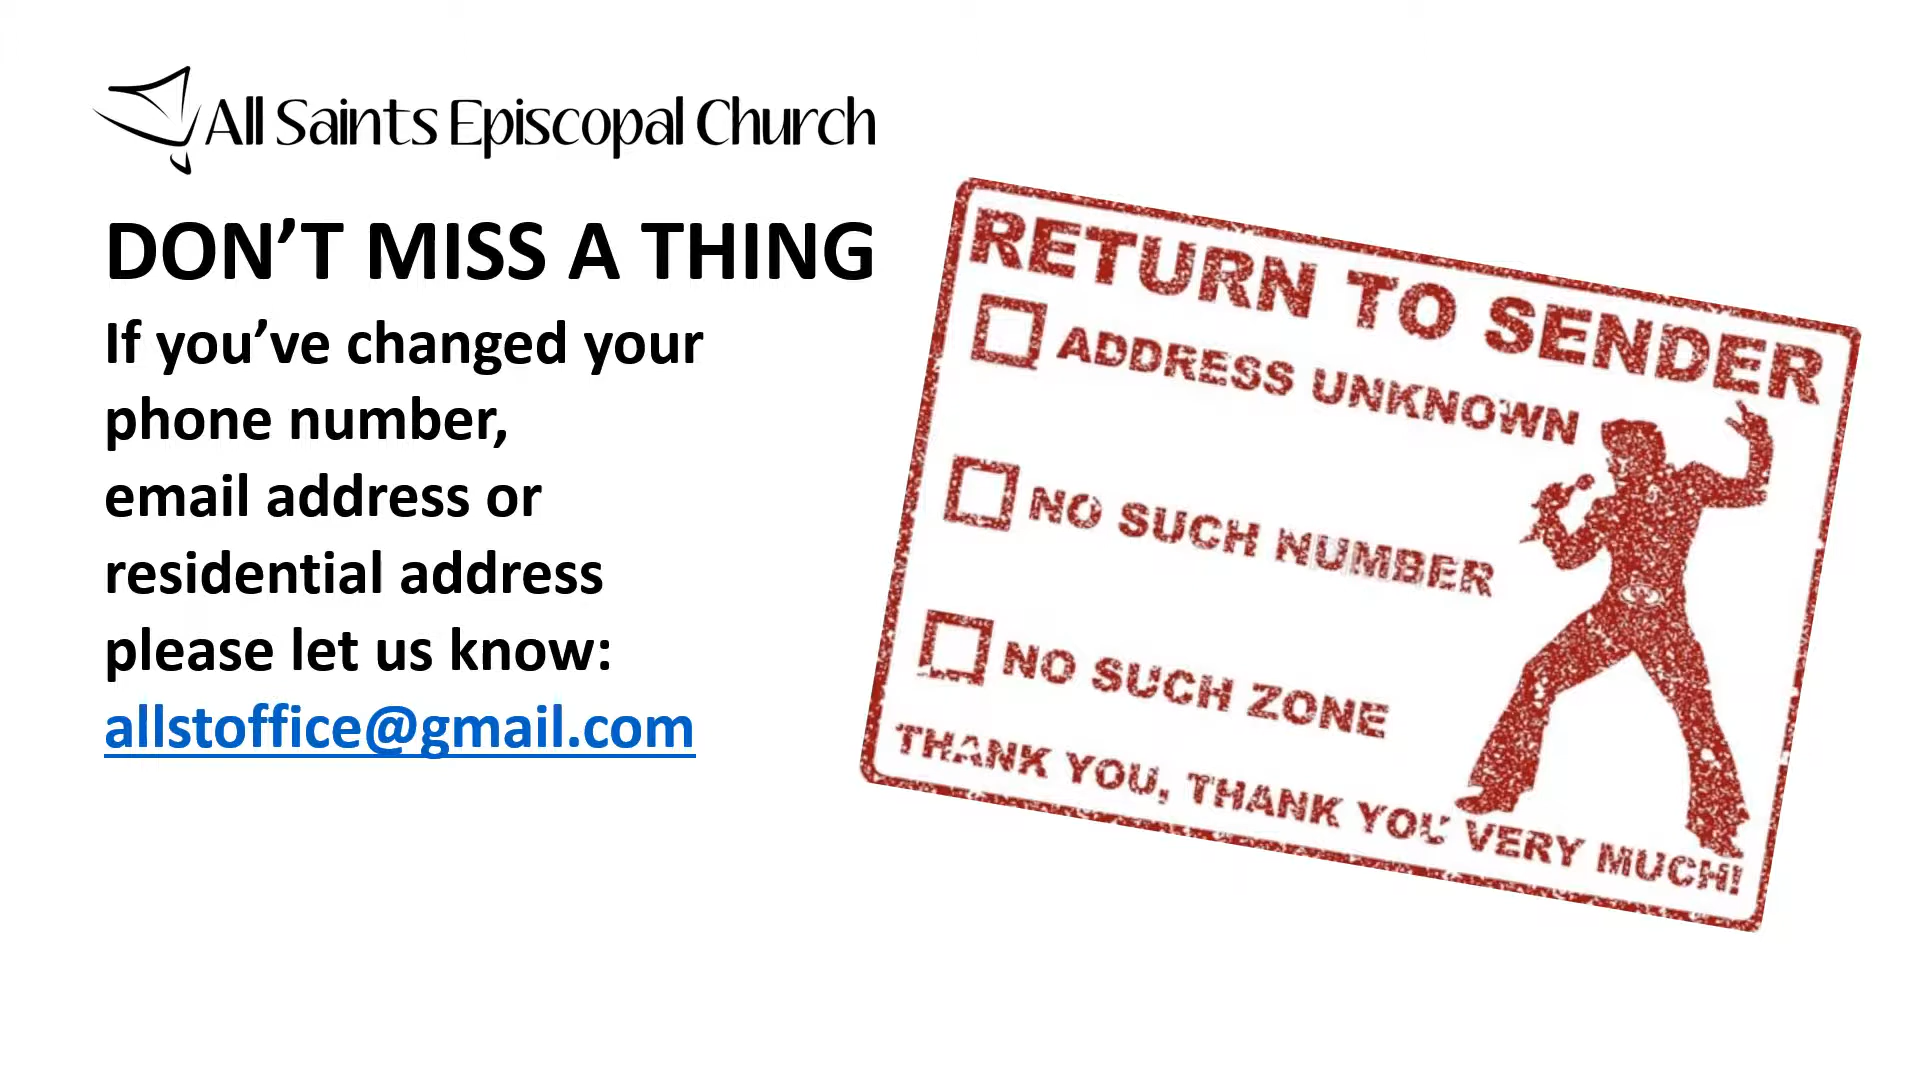 All Saints Episcopal Church
DON’T MISS A THING
If you’ve changed your
phone number,
email address or
residential address
please let us know:
allstoffice@gmail.com
RETURN TO SENDER
ADDRESS UNKNOWN
NO SUCH NUMBER
NO SUCH ZONE
THANK YOU, THANK YOU VERY MUCH!